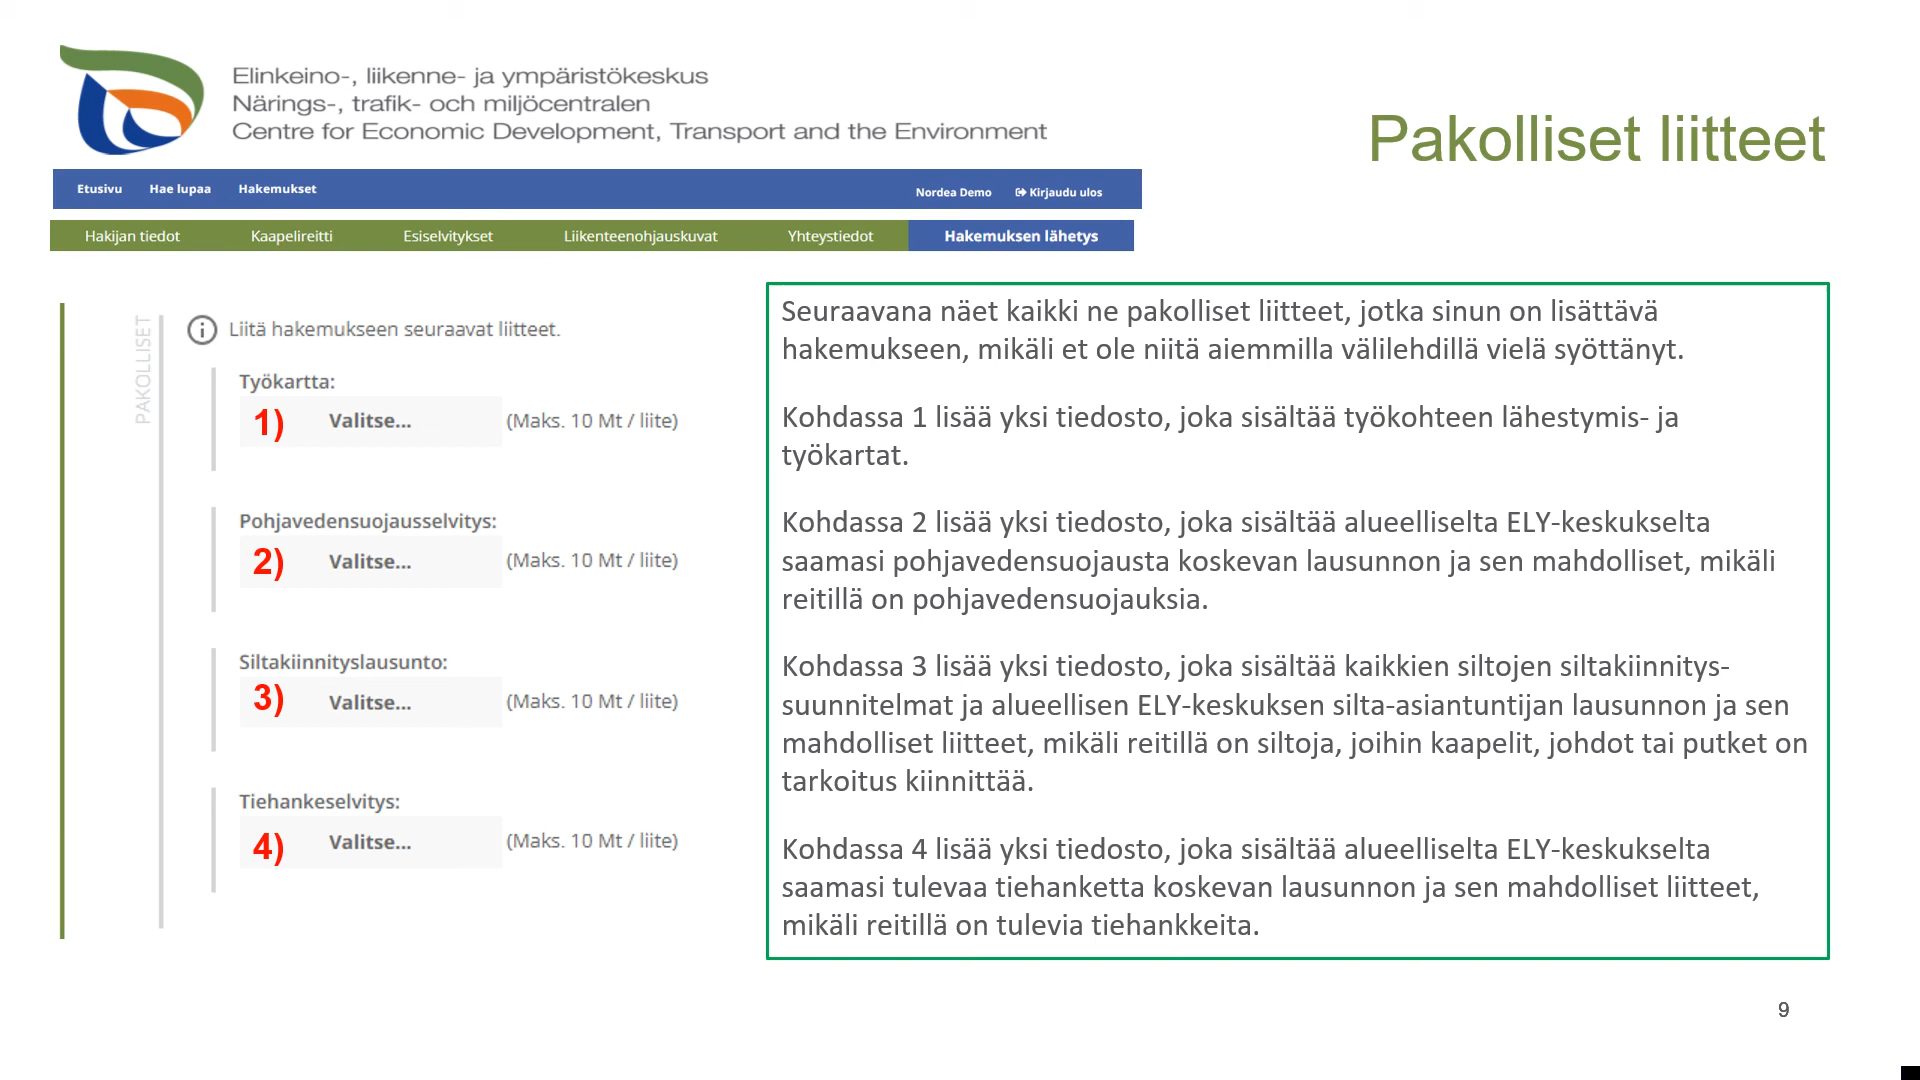 Elinkeino-, liikenne- ja ympäristökeskus
Närings-, trafik- och miljöcentralen
Centre for Economic Development, Transport and the Environment
Pakolliset liitteet
Etusivu Hae lupaa Hakemukset Nordea Demo Kirjaudu ulos
Hakijan tiedot Kaapelireitti Esiselvitykset Liikenteenohjauskuvat Yhteystiedot Hakemuksen lähetys
PAKOLLISET
Liitä hakemukseen seuraavat liitteet.
Työkartta:
1) Valitse... (Maks. 10 Mt / liite)
Pohjavedensuojausselvitys:
2) Valitse... (Maks. 10 Mt / liite)
Siltakiinnityslausunto:
3) Valitse... (Maks. 10 Mt / liite)
Tiehankeselvitys:
4) Valitse... (Maks. 10 Mt / liite)
Seuraavana näet kaikki ne pakolliset liitteet, jotka sinun on lisättävä
hakemukseen, mikäli et ole niitä aiemmilla välilehdillä vielä syöttänyt.
Kohdassa 1 lisää yksi tiedosto, joka sisältää työkohteen lähestymis- ja
työkartat.
Kohdassa 2 lisää yksi tiedosto, joka sisältää alueelliselta ELY-keskukselta
saamasi pohjavedensuojausta koskevan lausunnon ja sen mahdolliset, mikäli
reitillä on pohjavedensuojauksia.
Kohdassa 3 lisää yksi tiedosto, joka sisältää kaikkien siltojen siltakiinnitys-
suunnitelmat ja alueellisen ELY-keskuksen silta-asiantuntijan lausunnon ja sen
mahdolliset liitteet, mikäli reitillä on siltoja, joihin kaapelit, johdot tai putket on
tarkoitus kiinnittää.
Kohdassa 4 lisää yksi tiedosto, joka sisältää alueelliselta ELY-keskukselta
saamasi tulevaa tiehanketta koskevan lausunnon ja sen mahdolliset liitteet,
mikäli reitillä on tulevia tiehankkeita.
9